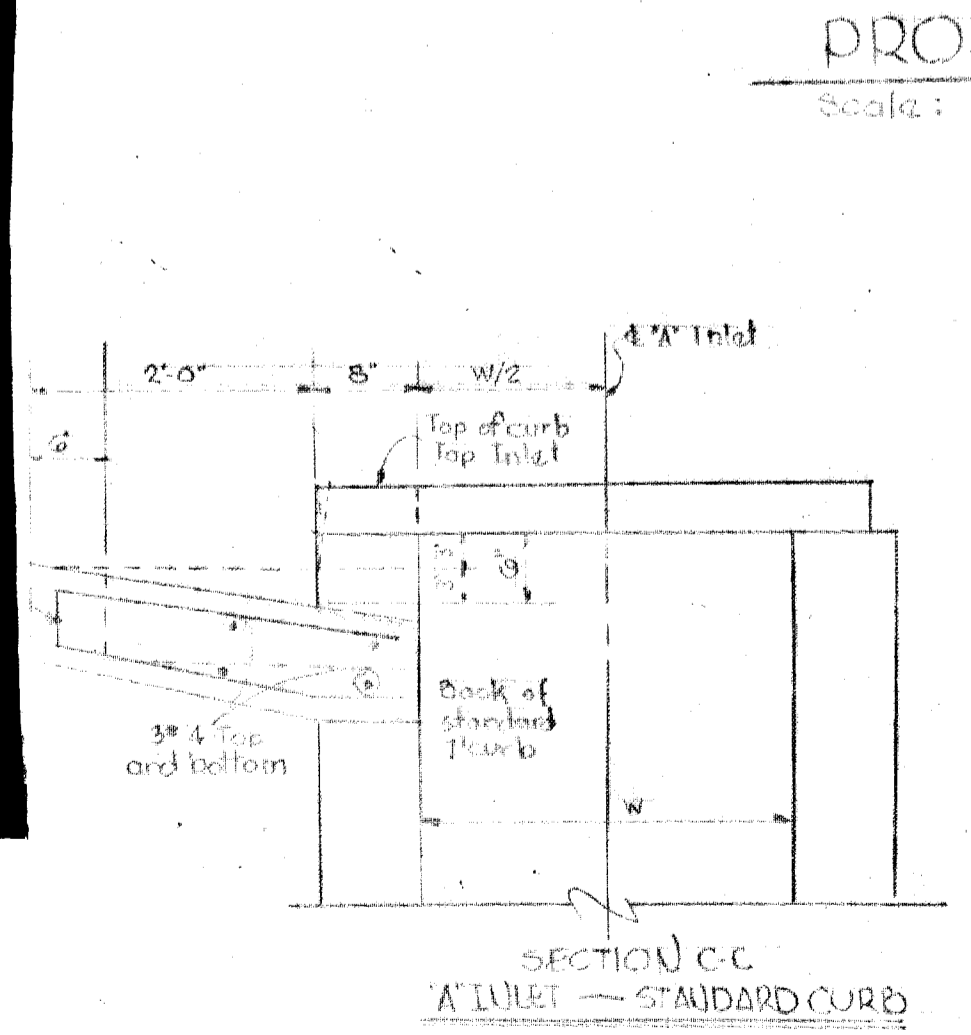 PRO
Scale:
℄ "A" Inlet
2'-0"
8"
W/2
6"
Top of curb
Top Inlet
9"
Back of
standard
curb
3#4 Top
and bottom
W
SECTION C-C
"A" INLET — STANDARD CURB